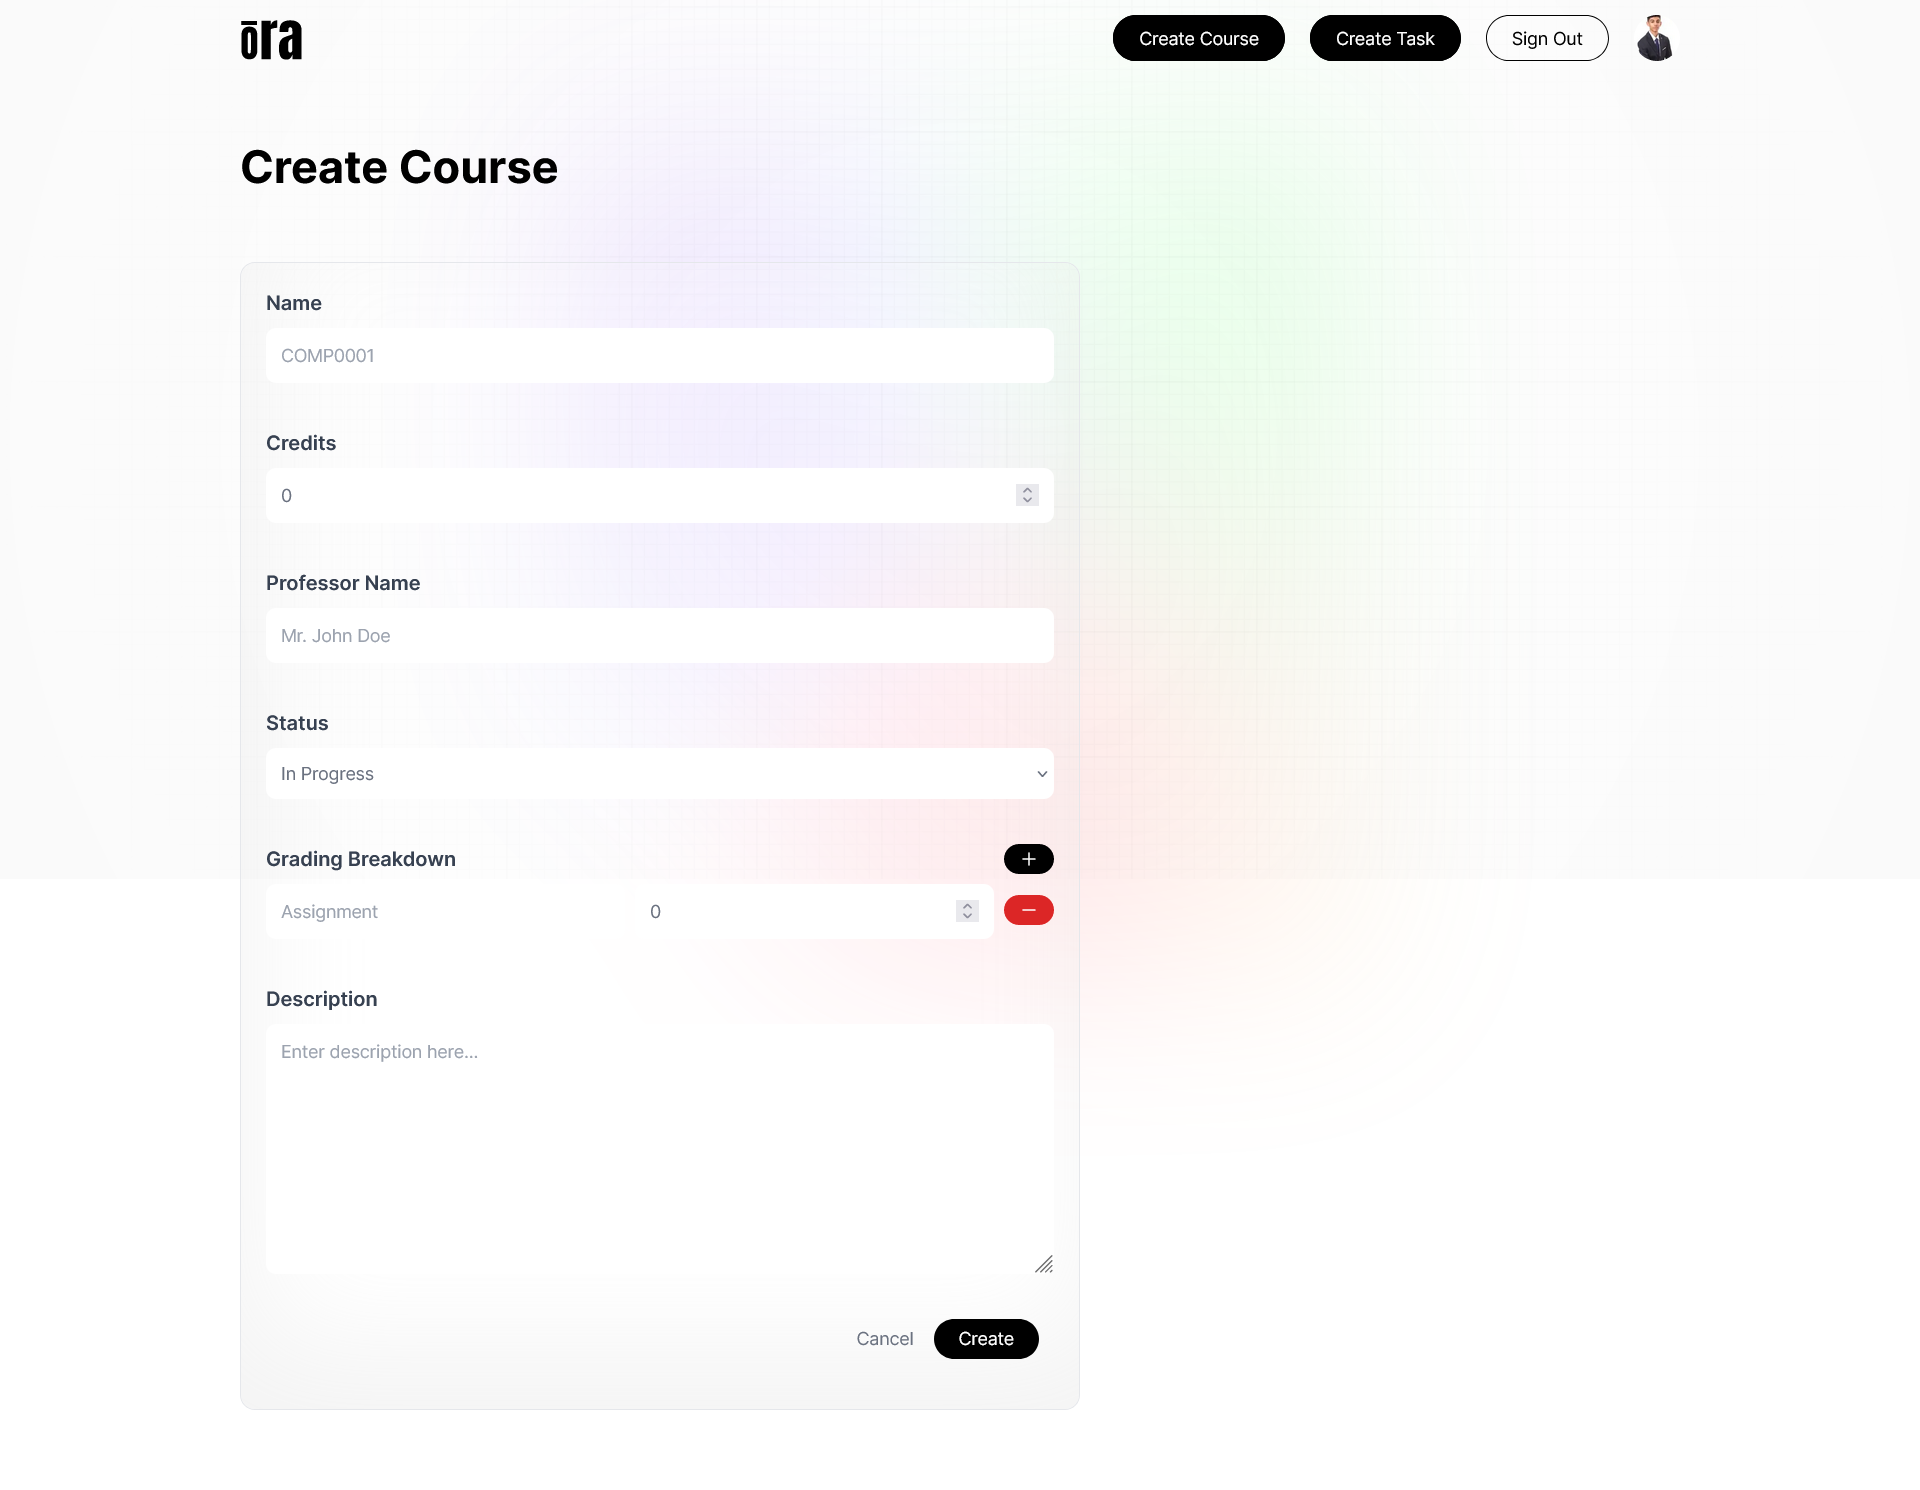 ōra
Create Course
Create Task
Sign Out
Create Course
Name
COMP0001
Credits
0
Professor Name
Mr. John Doe
Status
In Progress
Grading Breakdown
+
Assignment
0
−
Description
Enter description here...
Cancel
Create